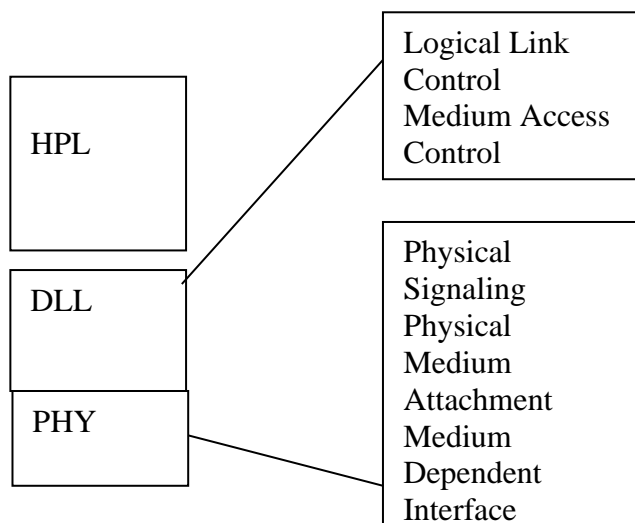 HPL
DLL
PHY
Logical Link
Control
Medium Access
Control
Physical
Signaling
Physical
Medium
Attachment
Medium
Dependent
Interface